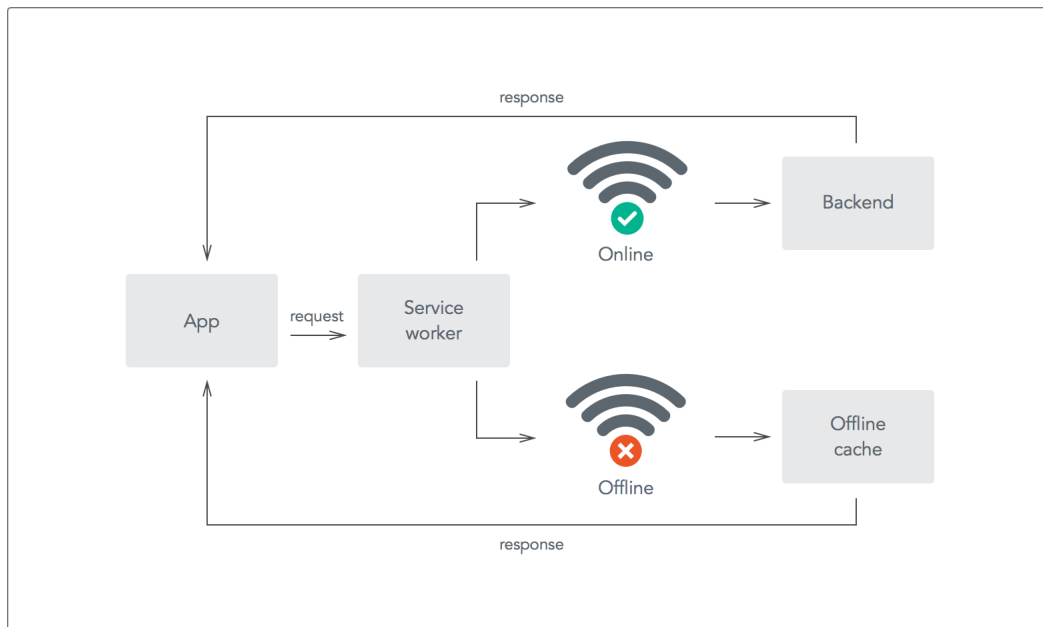 response
Backend
Online
App
request
Service
worker
Offline
cache
Offline
response